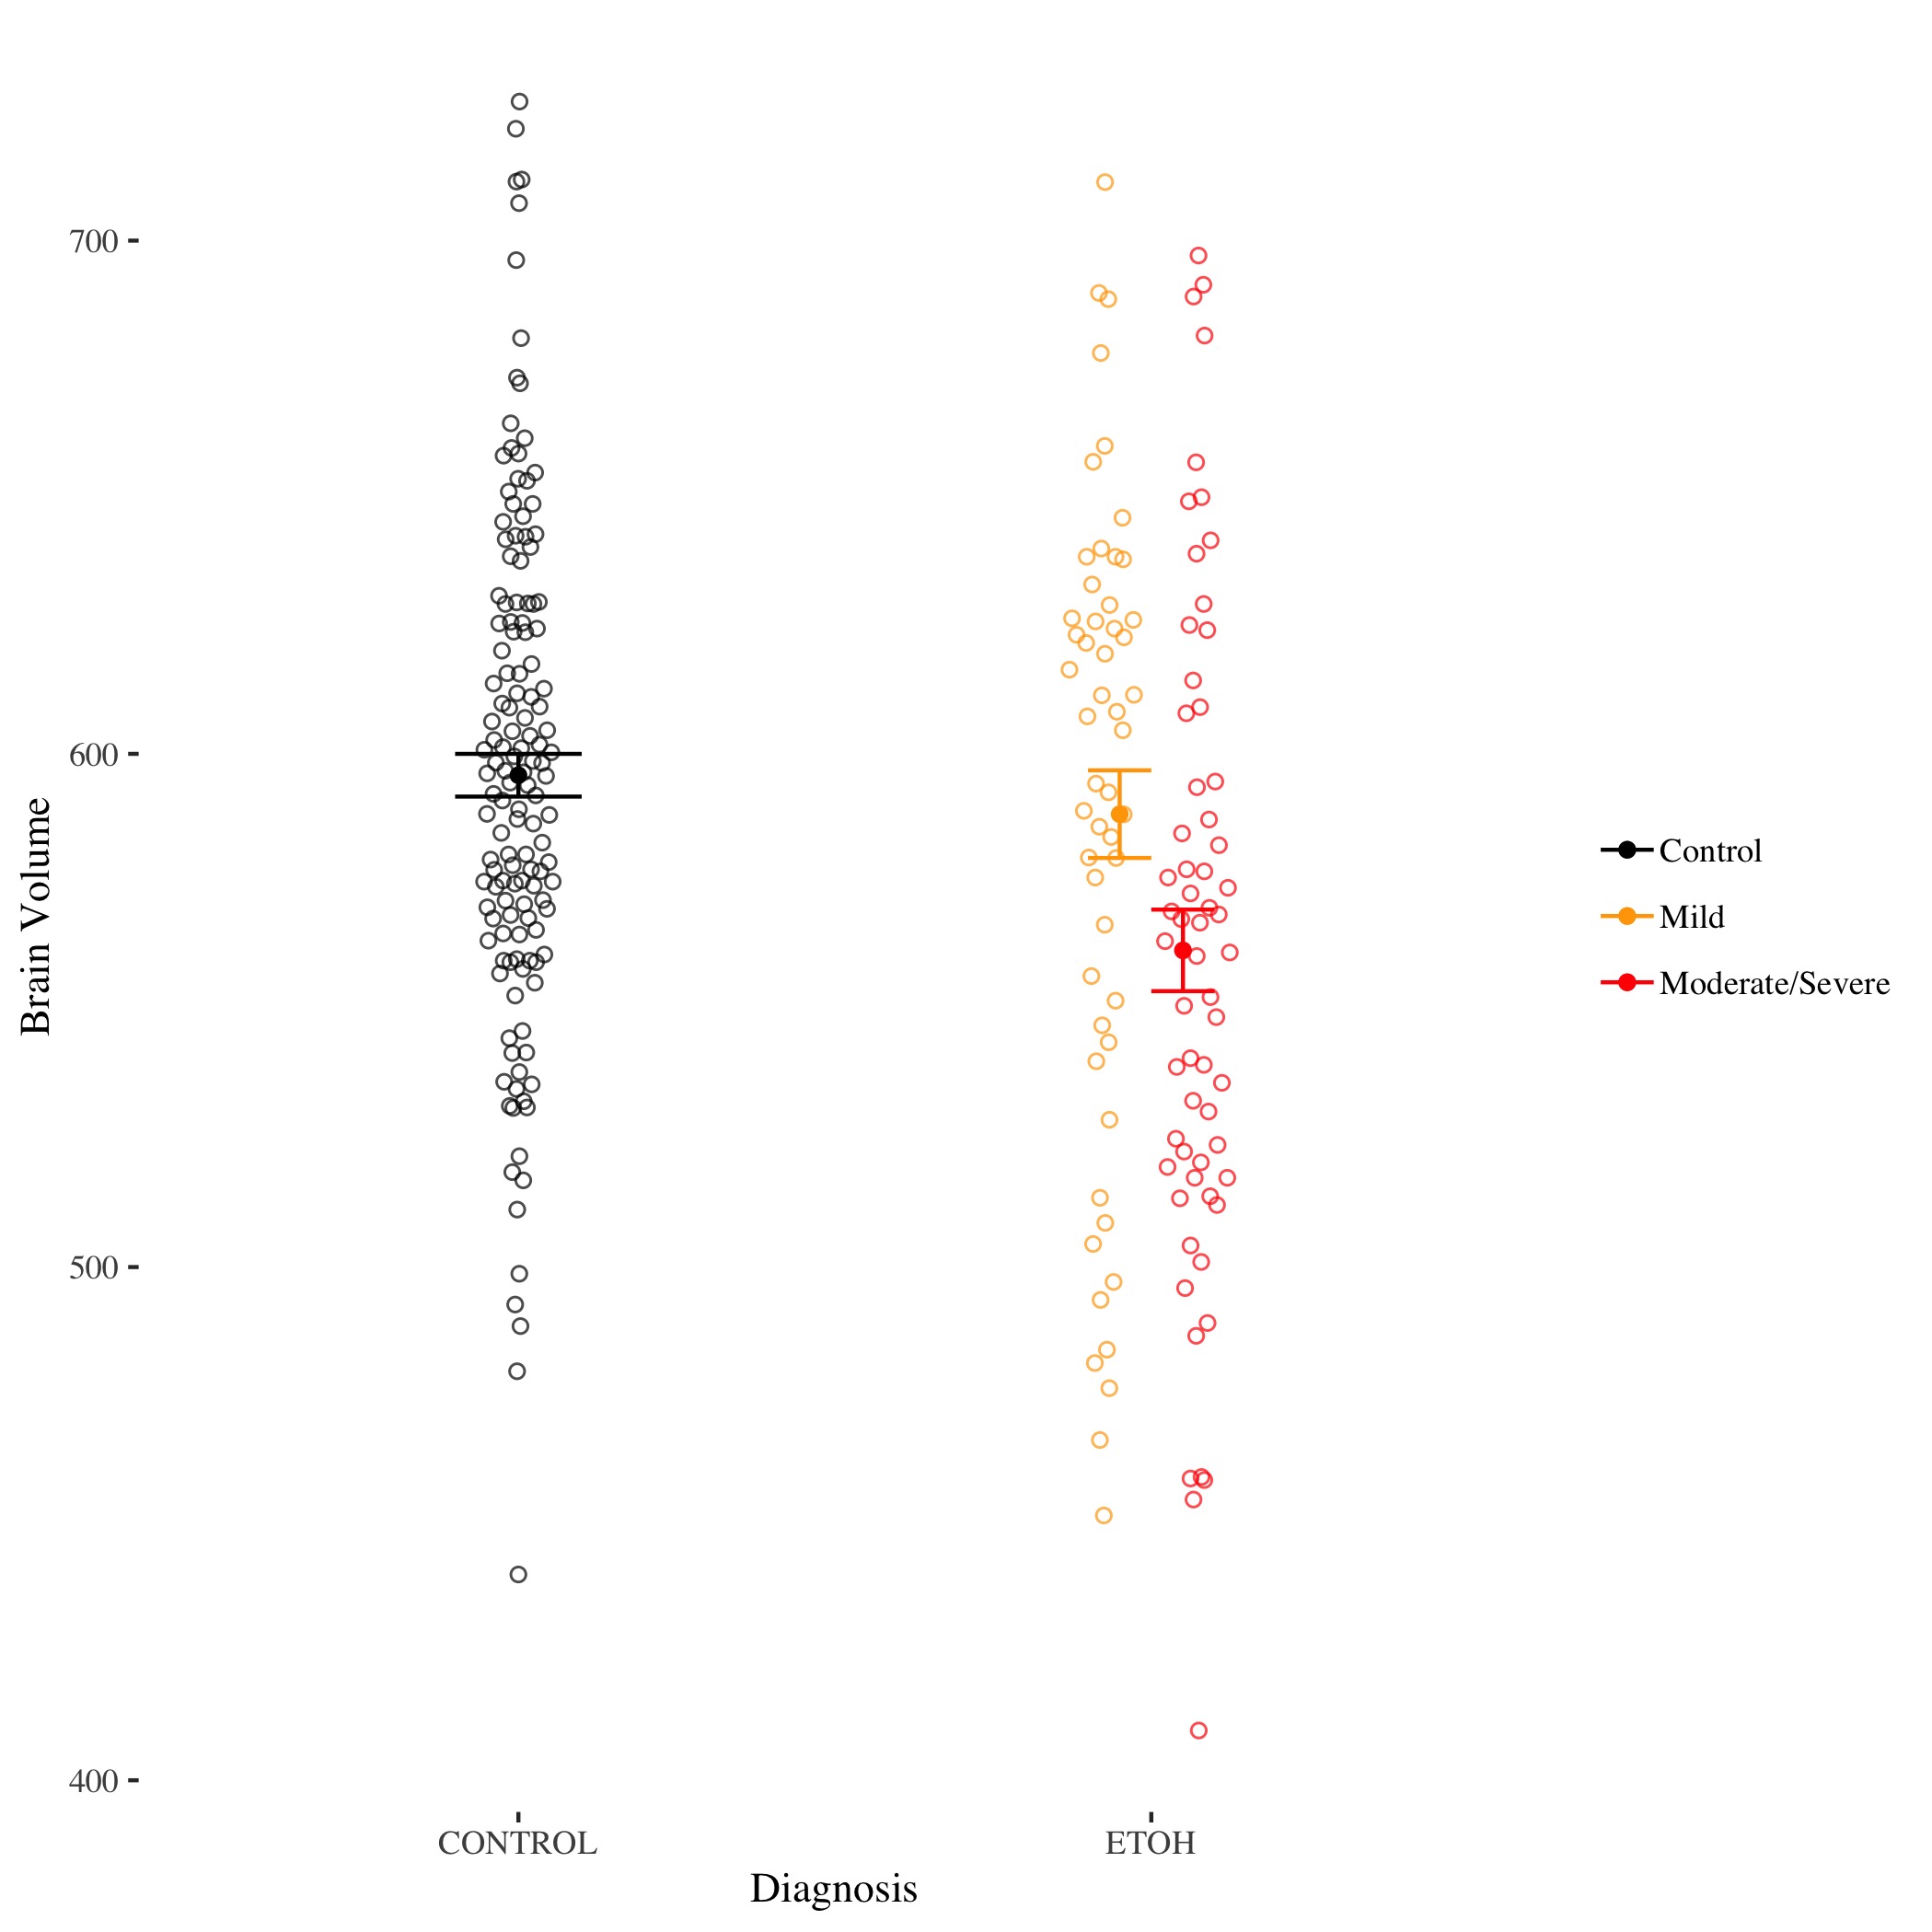 700
600
500
400
Brain Volume
CONTROL
ETOH
Diagnosis
Control
Mild
Moderate/Severe